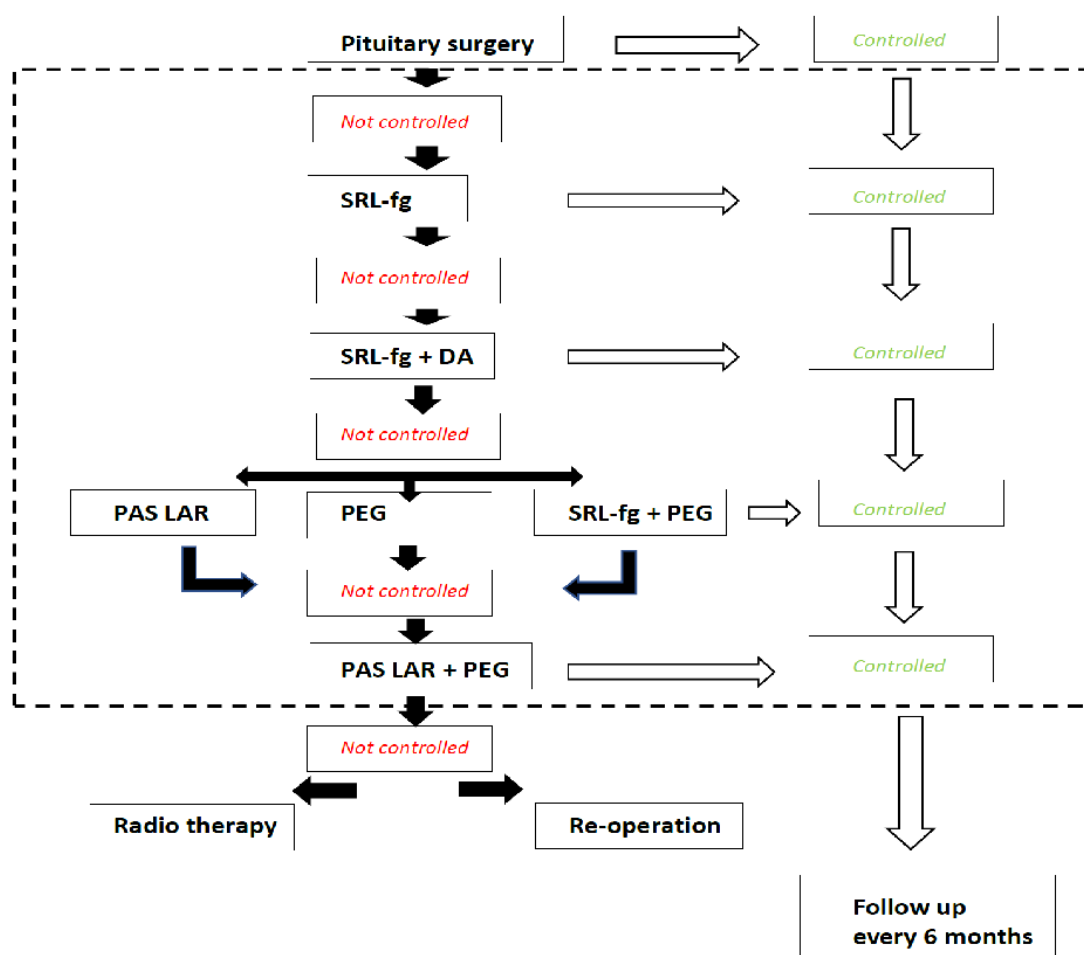 Pituitary surgery
Controlled
Not controlled
SRL-fg
Controlled
Not controlled
SRL-fg + DA
Controlled
Not controlled
PAS LAR
PEG
SRL-fg + PEG
Controlled
Not controlled
PAS LAR + PEG
Controlled
Not controlled
Radio therapy
Re-operation
Follow up
every 6 months